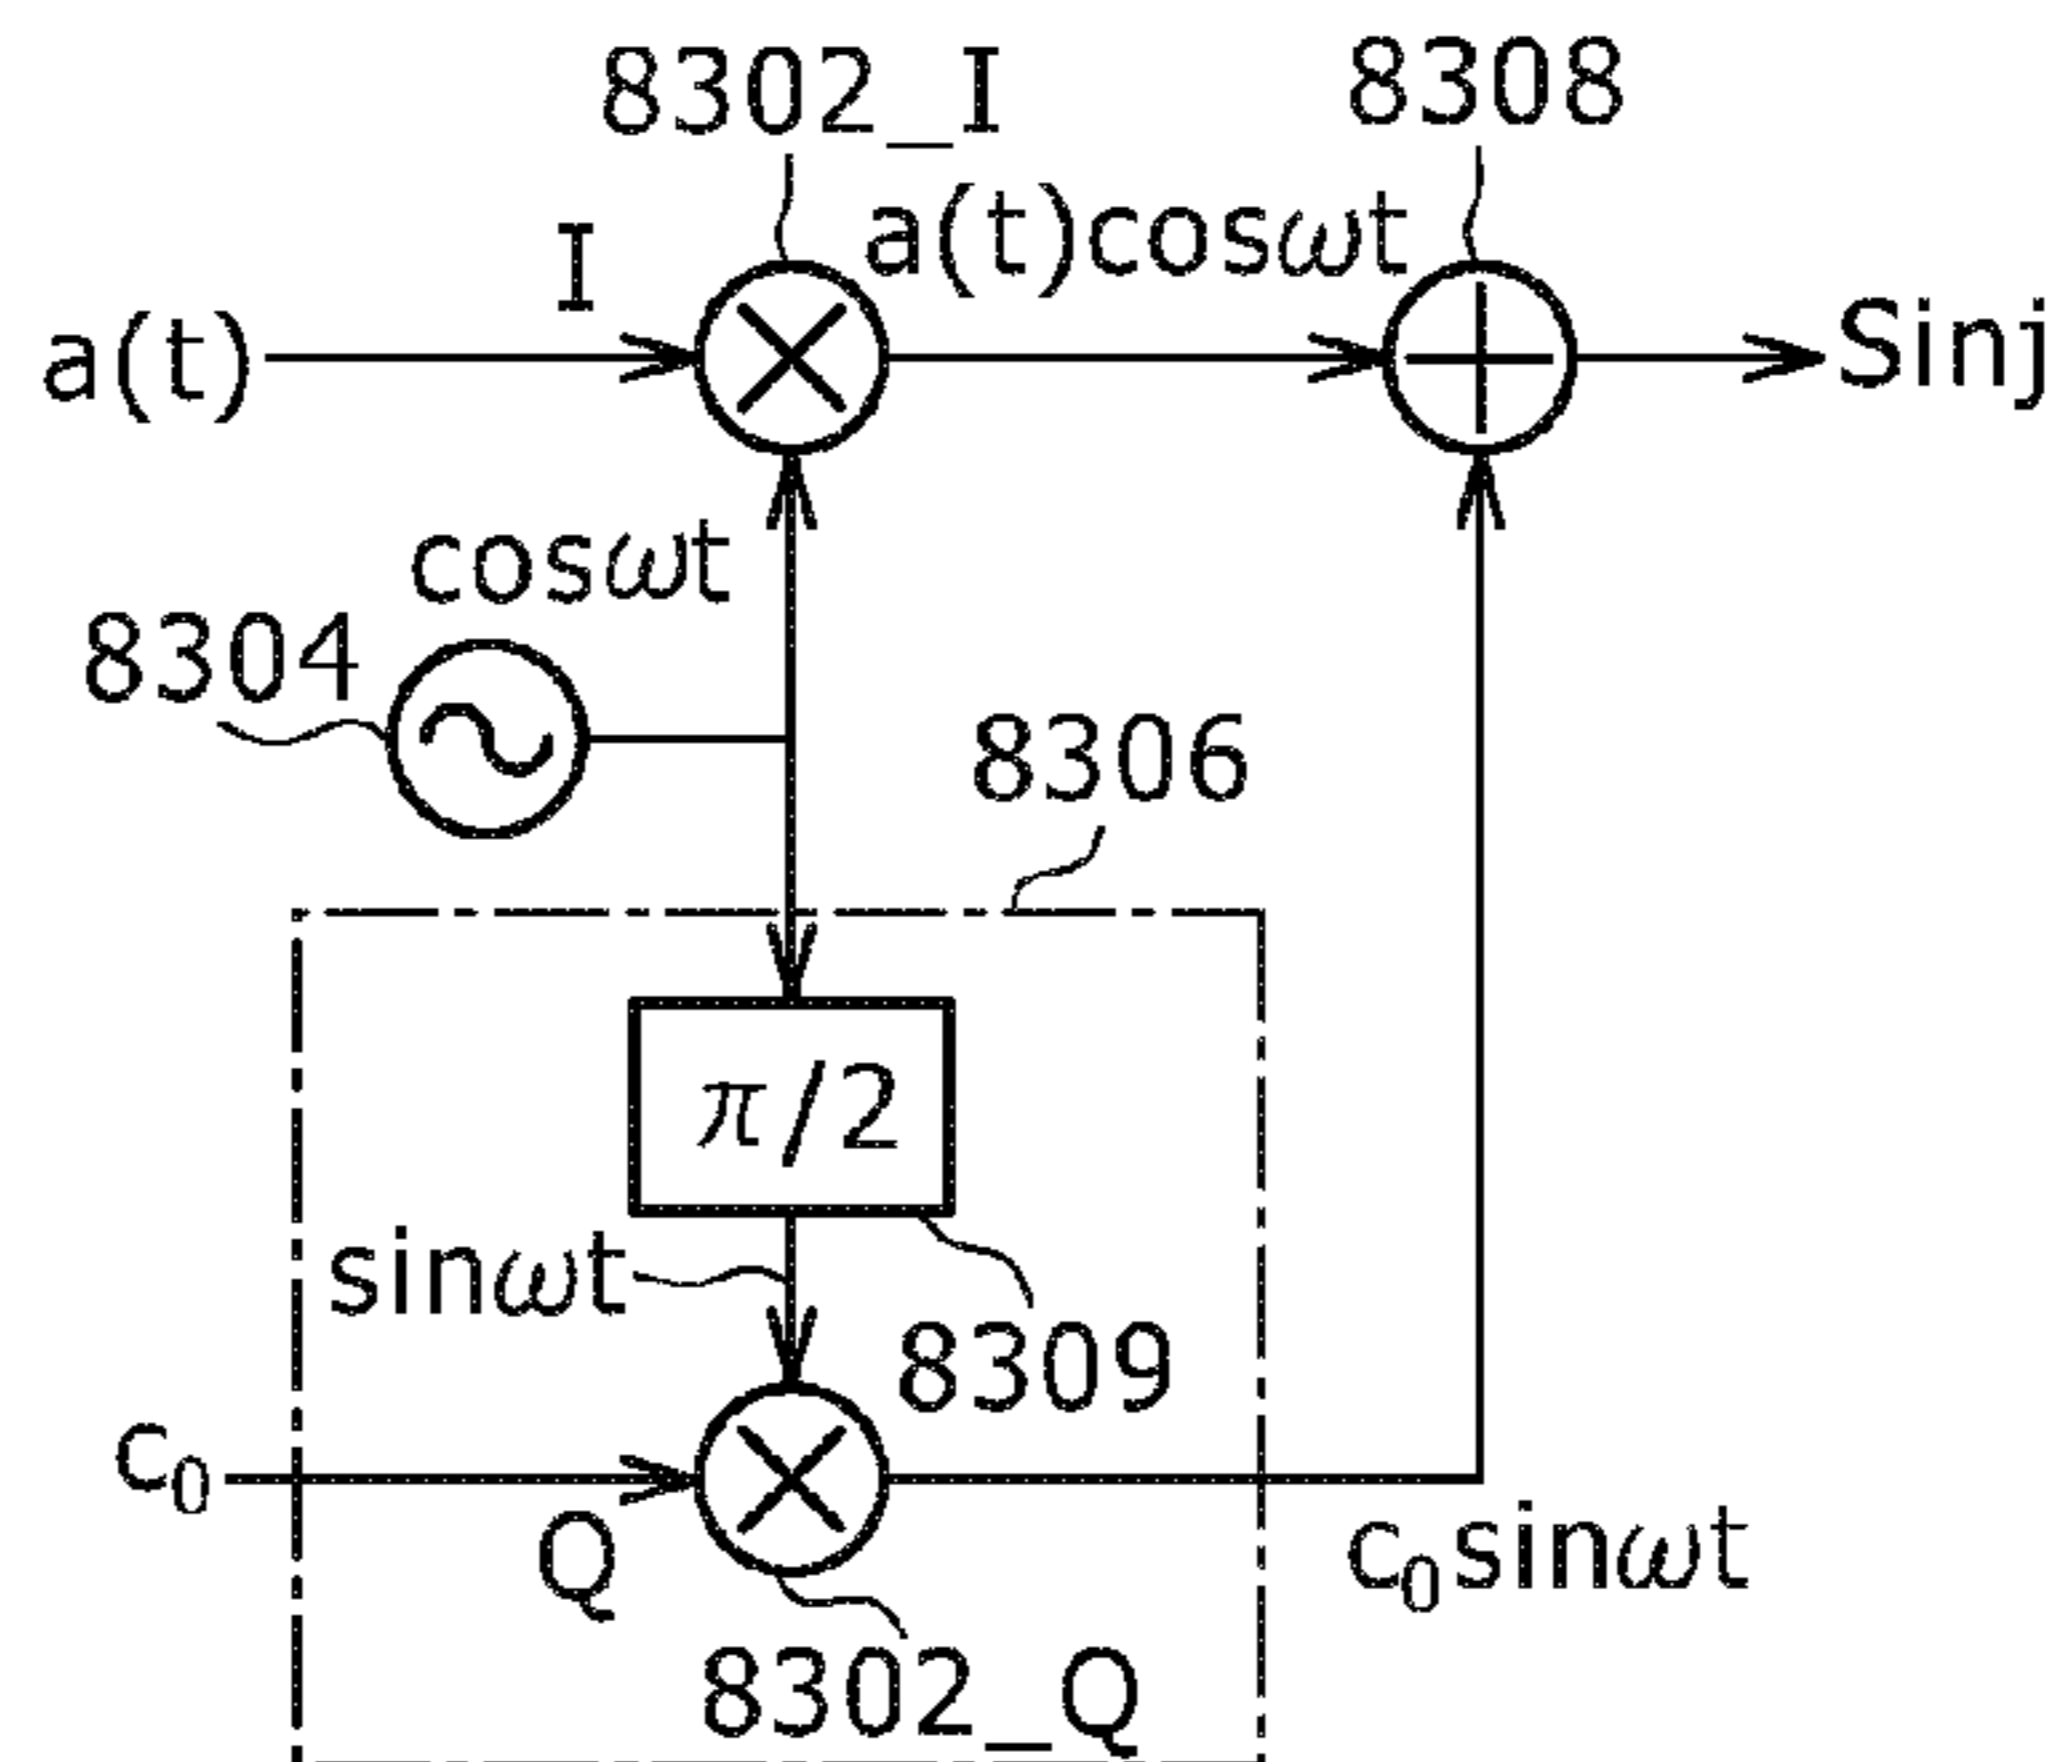 8302_I
8308
I
a(t)cosωt
a(t)
Sinj
cosωt
8304
8306
π/2
sinωt
8309
c₀
Q
c₀sinωt
8302_Q